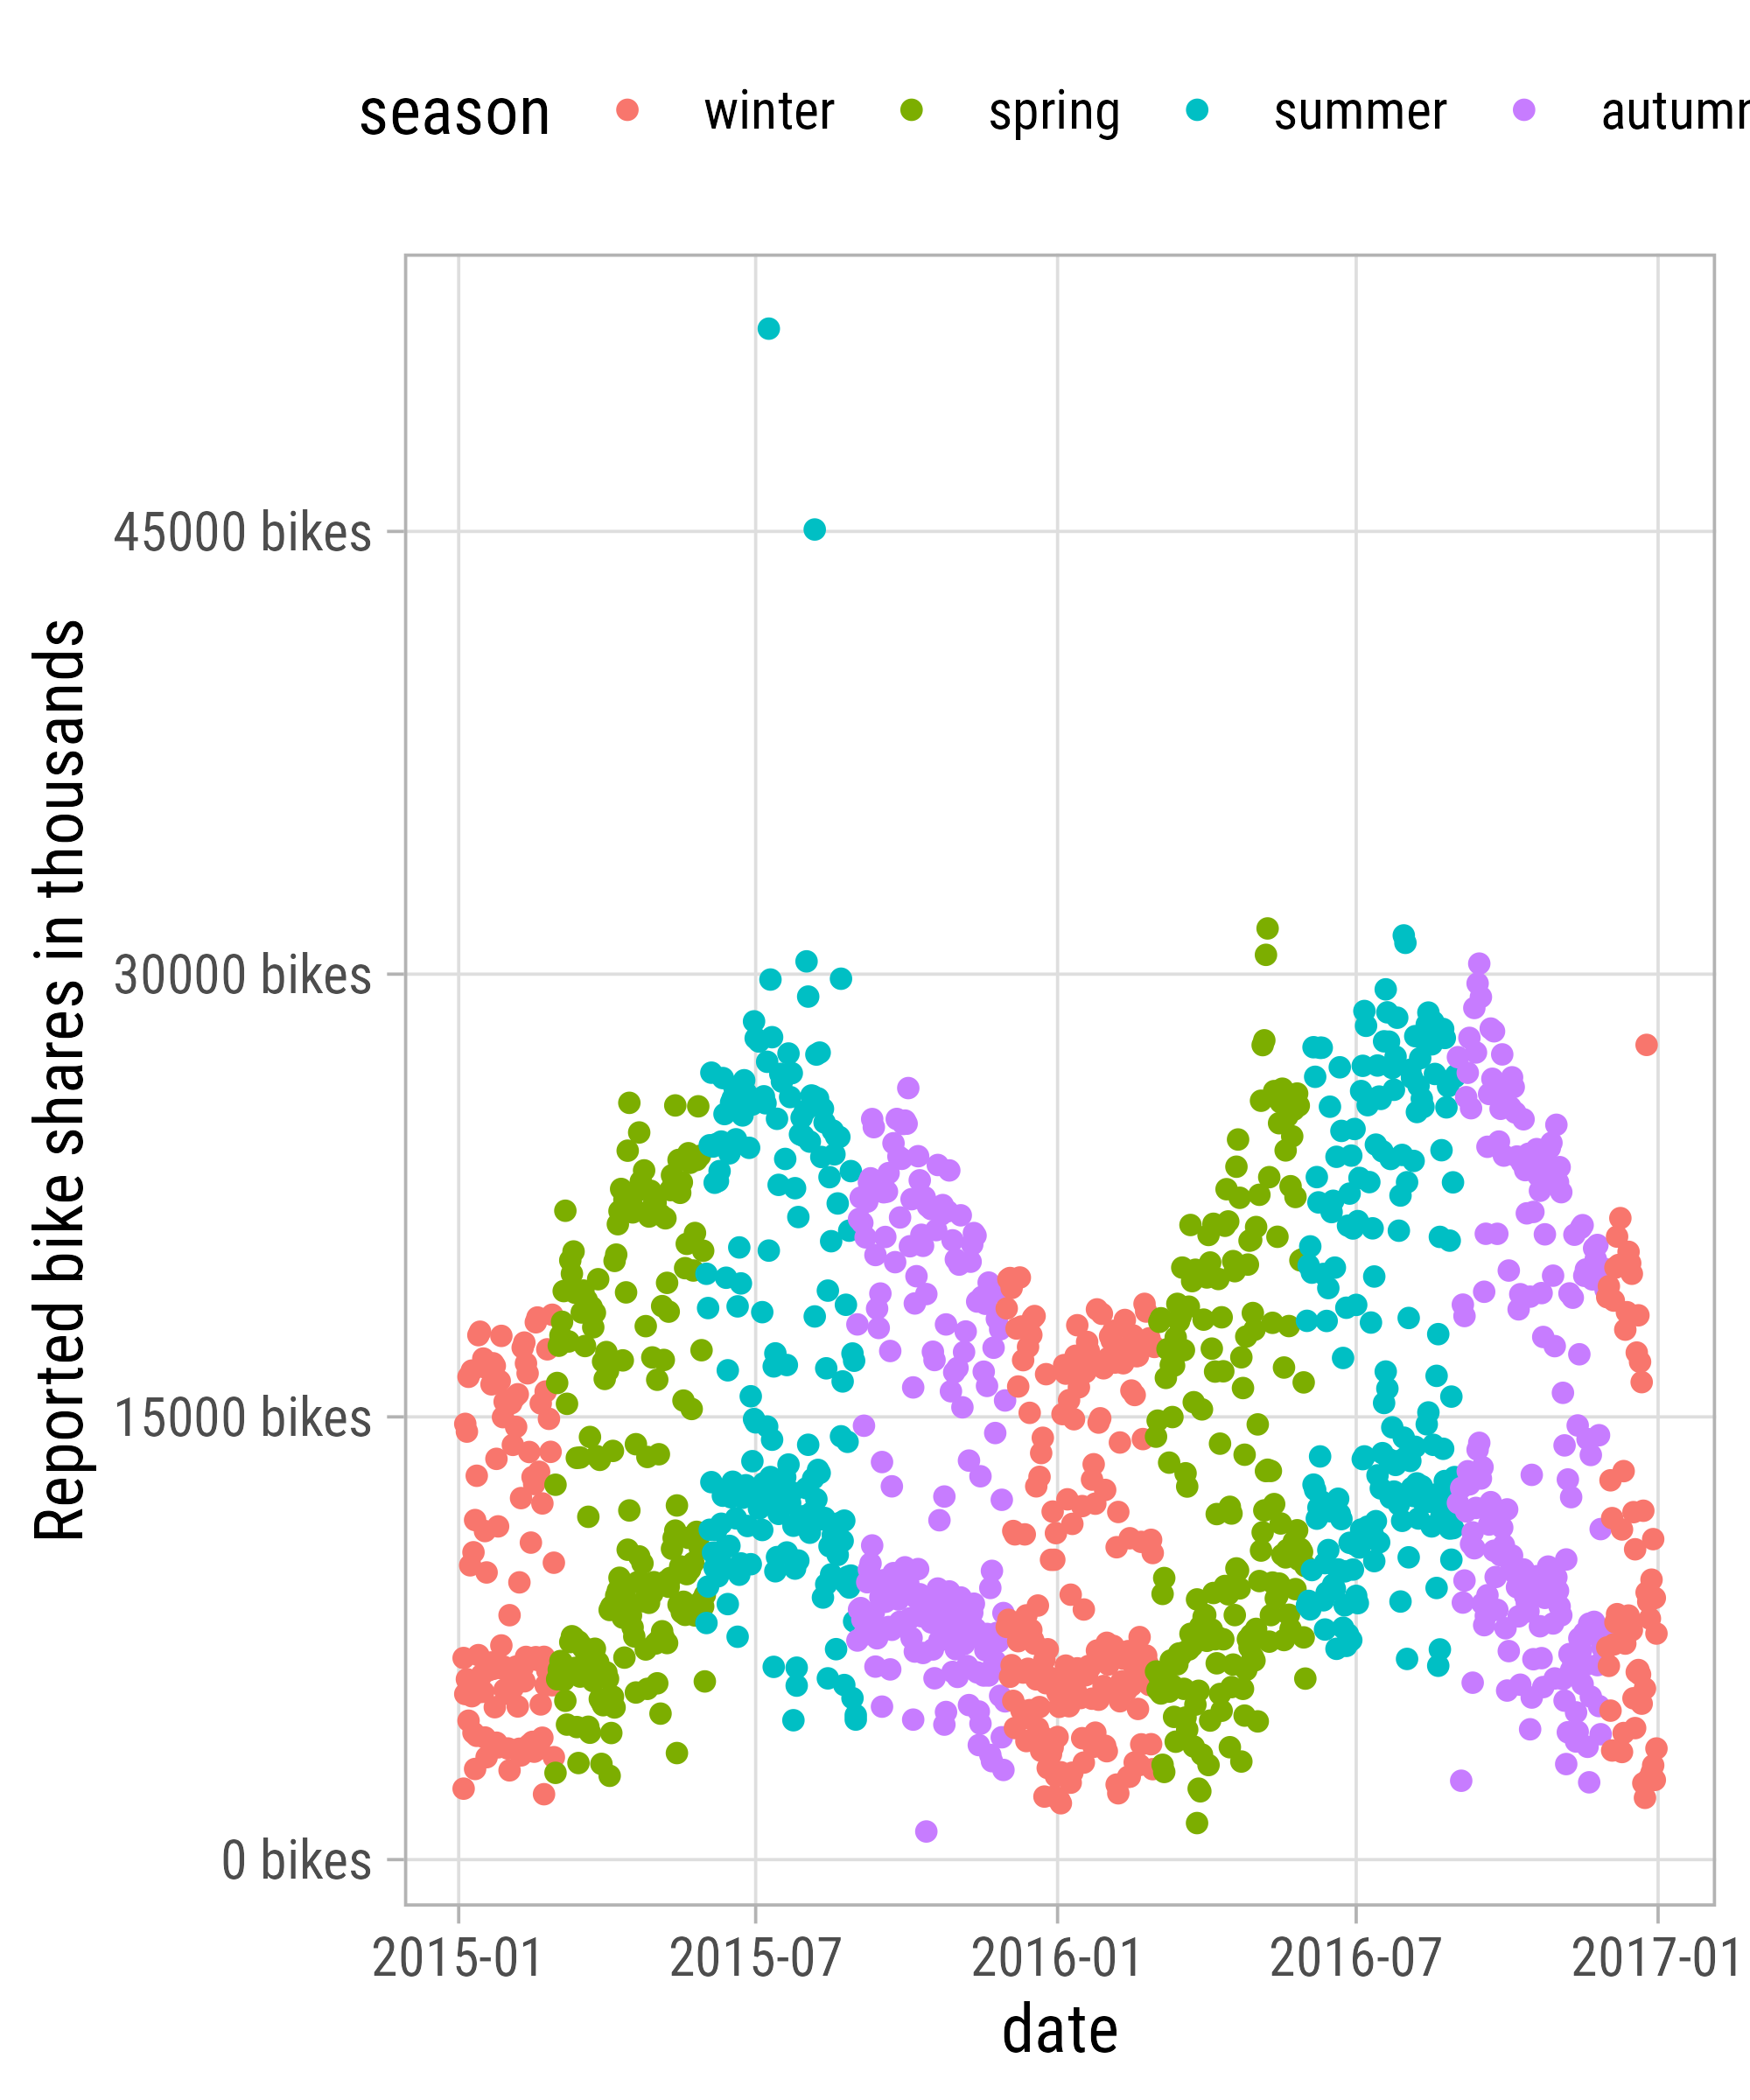 season winter spring summer autumn
Reported bike shares in thousands
45000 bikes
30000 bikes
15000 bikes
0 bikes
2015-01 2015-07 2016-01 2016-07 2017-01
date